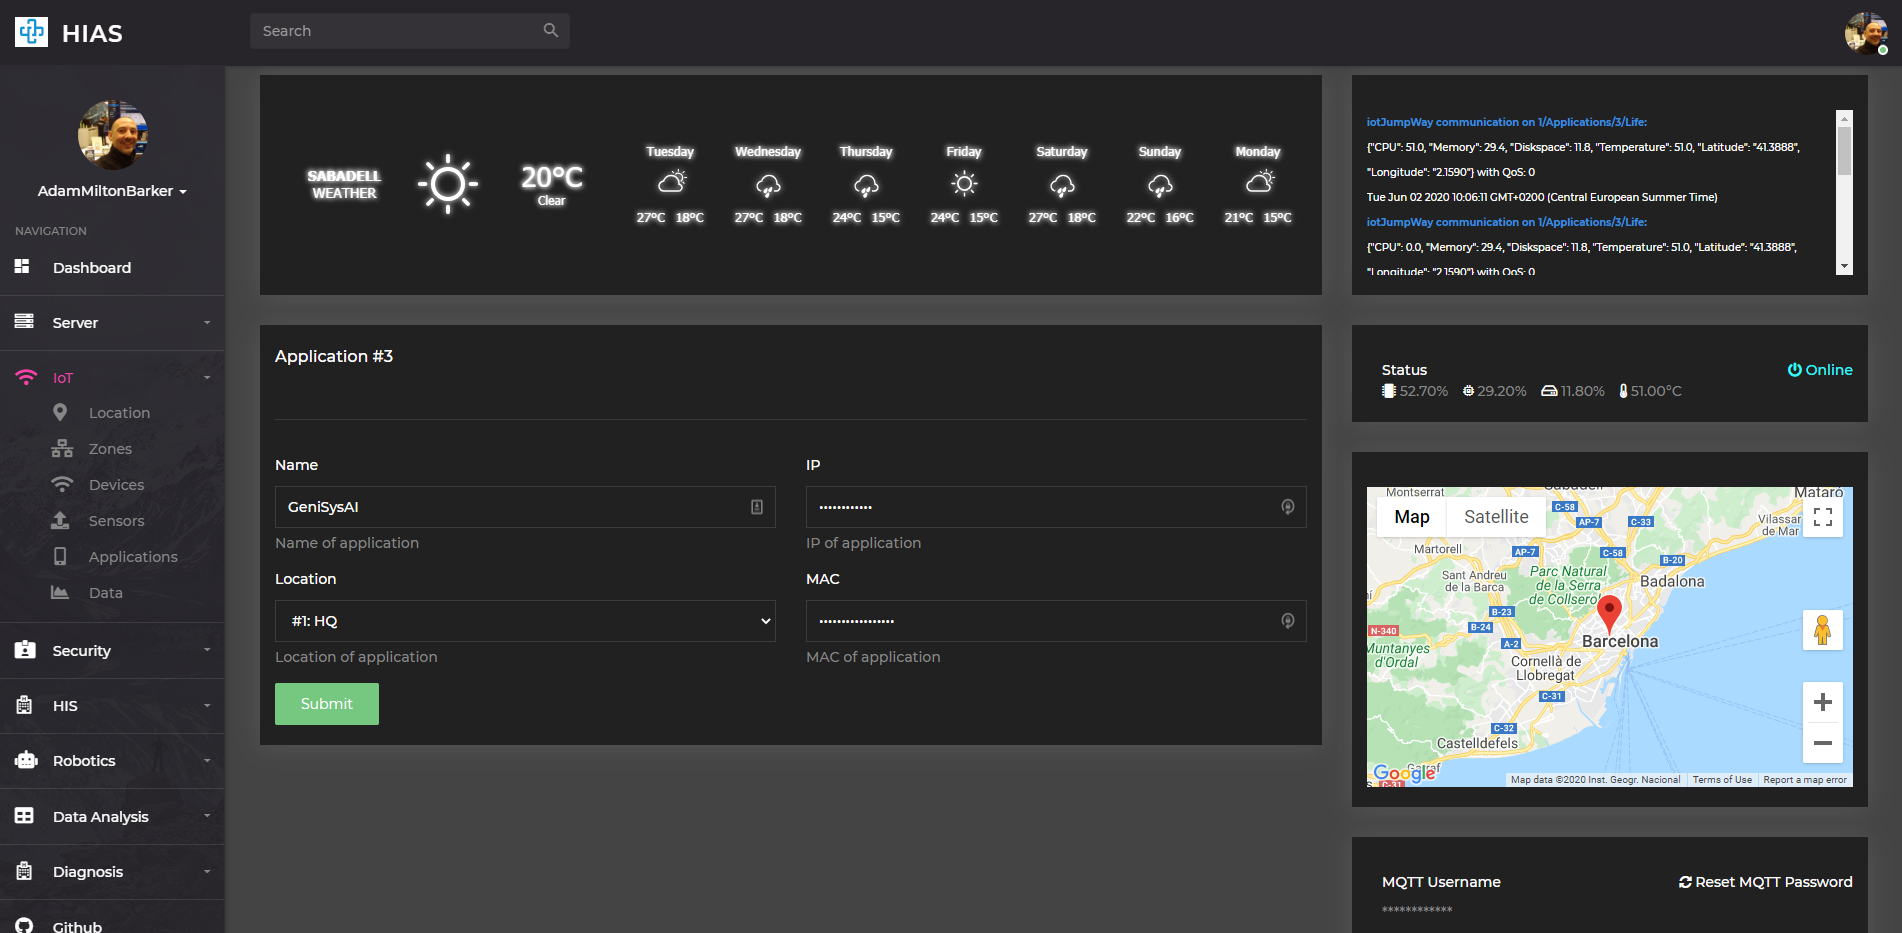 HIAS
Search
AdamMiltonBarker
NAVIGATION
Dashboard
Server
IoT
Location
Zones
Devices
Sensors
Applications
Data
Security
HIS
Robotics
Data Analysis
Diagnosis
Github
SABADELL
WEATHER
20°C
Clear
Tuesday
27°C 18°C
Wednesday
27°C 18°C
Thursday
24°C 15°C
Friday
24°C 15°C
Saturday
27°C 18°C
Sunday
22°C 16°C
Monday
21°C 15°C
iotJumpWay communication on 1/Applications/3/Life:
{"CPU": 51.0, "Memory": 29.4, "Diskspace": 11.8, "Temperature": 51.0, "Latitude": "41.3888",
"Longitude": "2.1590"} with QoS: 0
Tue Jun 02 2020 10:06:11 GMT+0200 (Central European Summer Time)
iotJumpWay communication on 1/Applications/3/Life:
{"CPU": 0.0, "Memory": 29.4, "Diskspace": 11.8, "Temperature": 51.0, "Latitude": "41.3888",
"Longitude": "2.1590"} with QoS: 0
Application #3
Name
GeniSysAI
Name of application
IP
••••••••••••
IP of application
Location
#1: HQ
Location of application
MAC
•••••••••••••••••
MAC of application
Submit
Status
Online
52.70% 29.20% 11.80% 51.00°C
Map Satellite
Montserrat
Sabadell
Mataró
C-58
AP-7
C-33
Vilassar
de Mar
Martorell
AP-7
C-58
B-20
Sant Andreu
de la Barca
Parc Natural
de la Serra
de Collserola
Badalona
B-23
B-24
N-340
A-2
Barcelona
Muntanyes
d'Ordal
Cornellà de
Llobregat
C-31
C-32
Castelldefels
Garraf
C-31
Google
Map data ©2020 Inst. Geogr. Nacional
Terms of Use
Report a map error
MQTT Username
Reset MQTT Password
************